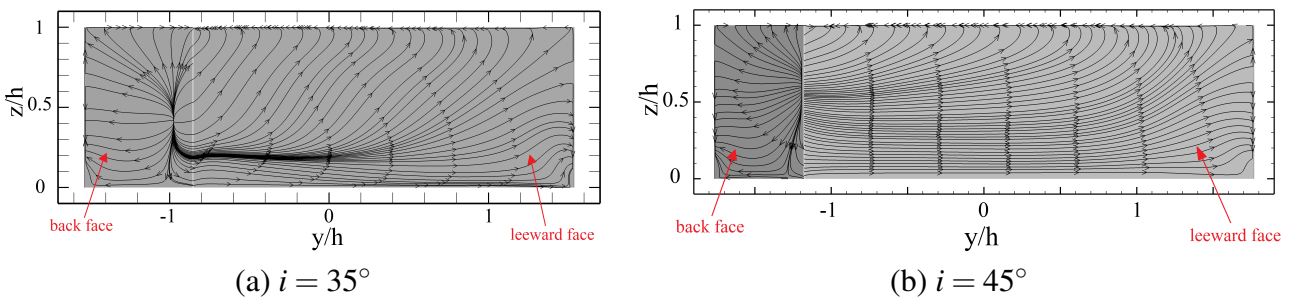 1
0.5
0
z/h
-1
0
1
y/h
back face
leeward face
(a) i = 35°
1
0.5
0
z/h
-1
0
1
y/h
back face
leeward face
(b) i = 45°